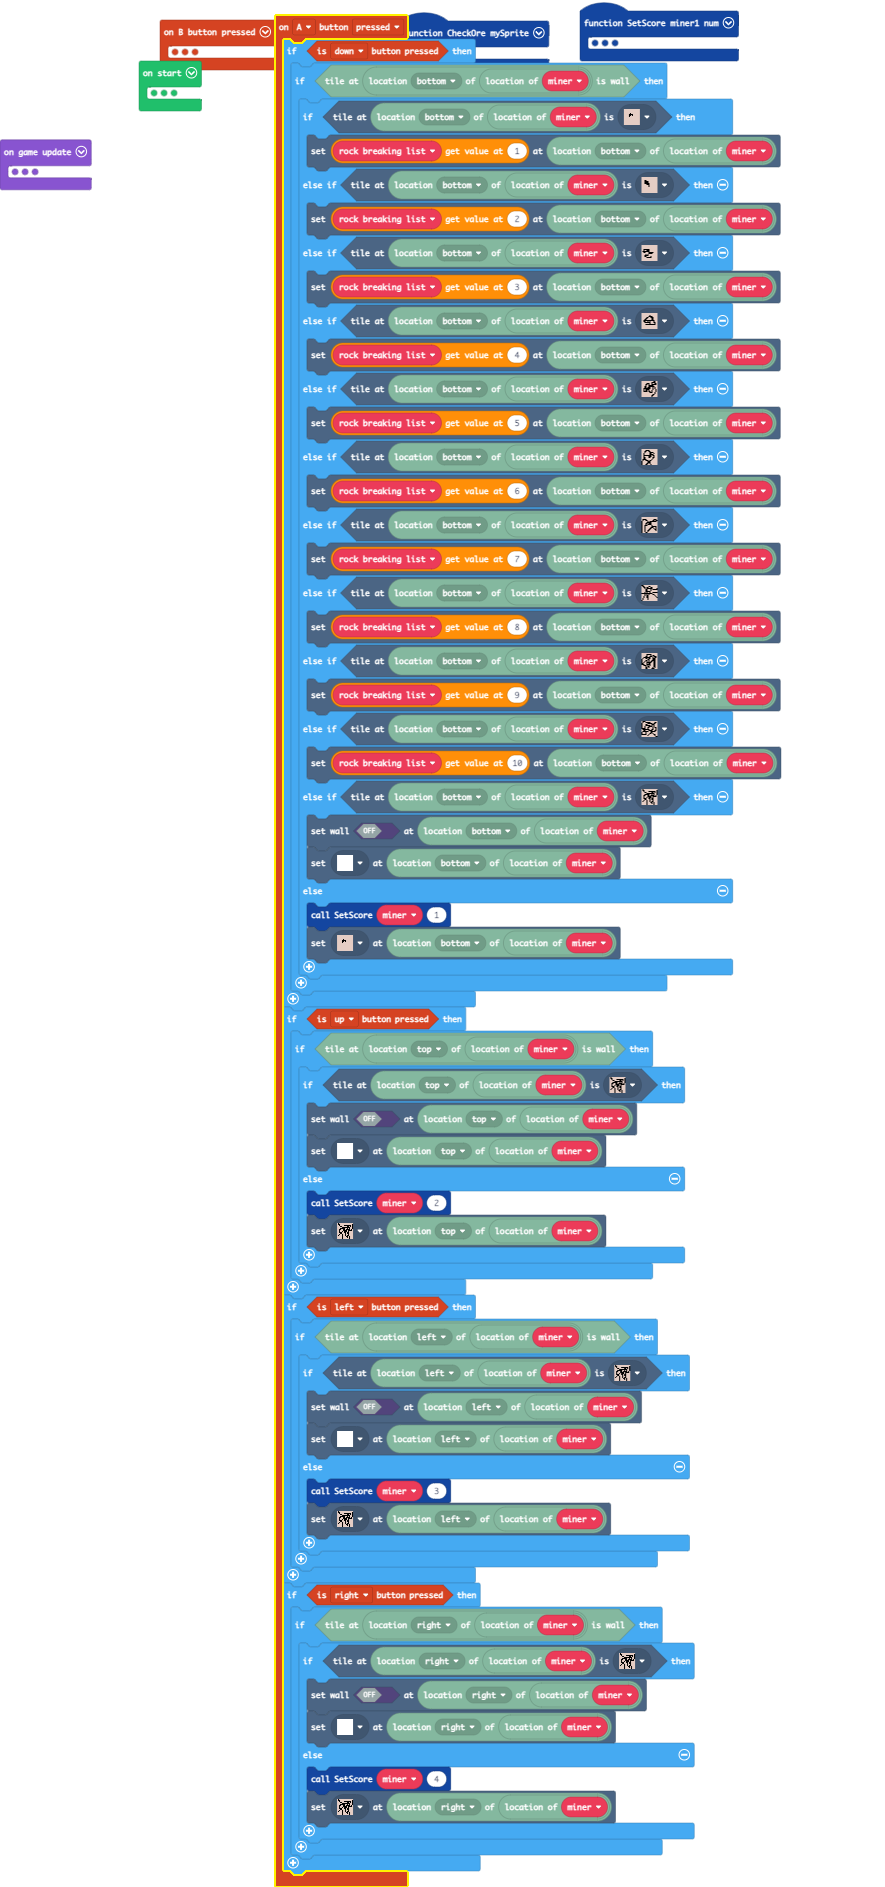 on B button pressed
on start
on game update
function CheckOre mySprite
function SetScore miner1 num
on A button pressed
if is down button pressed then
if tile at location bottom of location of miner is wall then
if tile at location bottom of location of miner is then
set rock breaking list get value at 1 at location bottom of location of miner
else if tile at location bottom of location of miner is then
set rock breaking list get value at 2 at location bottom of location of miner
else if tile at location bottom of location of miner is then
set rock breaking list get value at 3 at location bottom of location of miner
else if tile at location bottom of location of miner is then
set rock breaking list get value at 4 at location bottom of location of miner
else if tile at location bottom of location of miner is then
set rock breaking list get value at 5 at location bottom of location of miner
else if tile at location bottom of location of miner is then
set rock breaking list get value at 6 at location bottom of location of miner
else if tile at location bottom of location of miner is then
set rock breaking list get value at 7 at location bottom of location of miner
else if tile at location bottom of location of miner is then
set rock breaking list get value at 8 at location bottom of location of miner
else if tile at location bottom of location of miner is then
set rock breaking list get value at 9 at location bottom of location of miner
else if tile at location bottom of location of miner is then
set rock breaking list get value at 10 at location bottom of location of miner
else if tile at location bottom of location of miner is then
set wall OFF at location bottom of location of miner
set at location bottom of location of miner
else
call SetScore miner 1
set at location bottom of location of miner
if is up button pressed then
if tile at location top of location of miner is wall then
if tile at location top of location of miner is then
set wall OFF at location top of location of miner
set at location top of location of miner
else
call SetScore miner 2
set at location top of location of miner
if is left button pressed then
if tile at location left of location of miner is wall then
if tile at location left of location of miner is then
set wall OFF at location left of location of miner
set at location left of location of miner
else
call SetScore miner 3
set at location left of location of miner
if is right button pressed then
if tile at location right of location of miner is wall then
if tile at location right of location of miner is then
set wall OFF at location right of location of miner
set at location right of location of miner
else
call SetScore miner 4
set at location right of location of miner